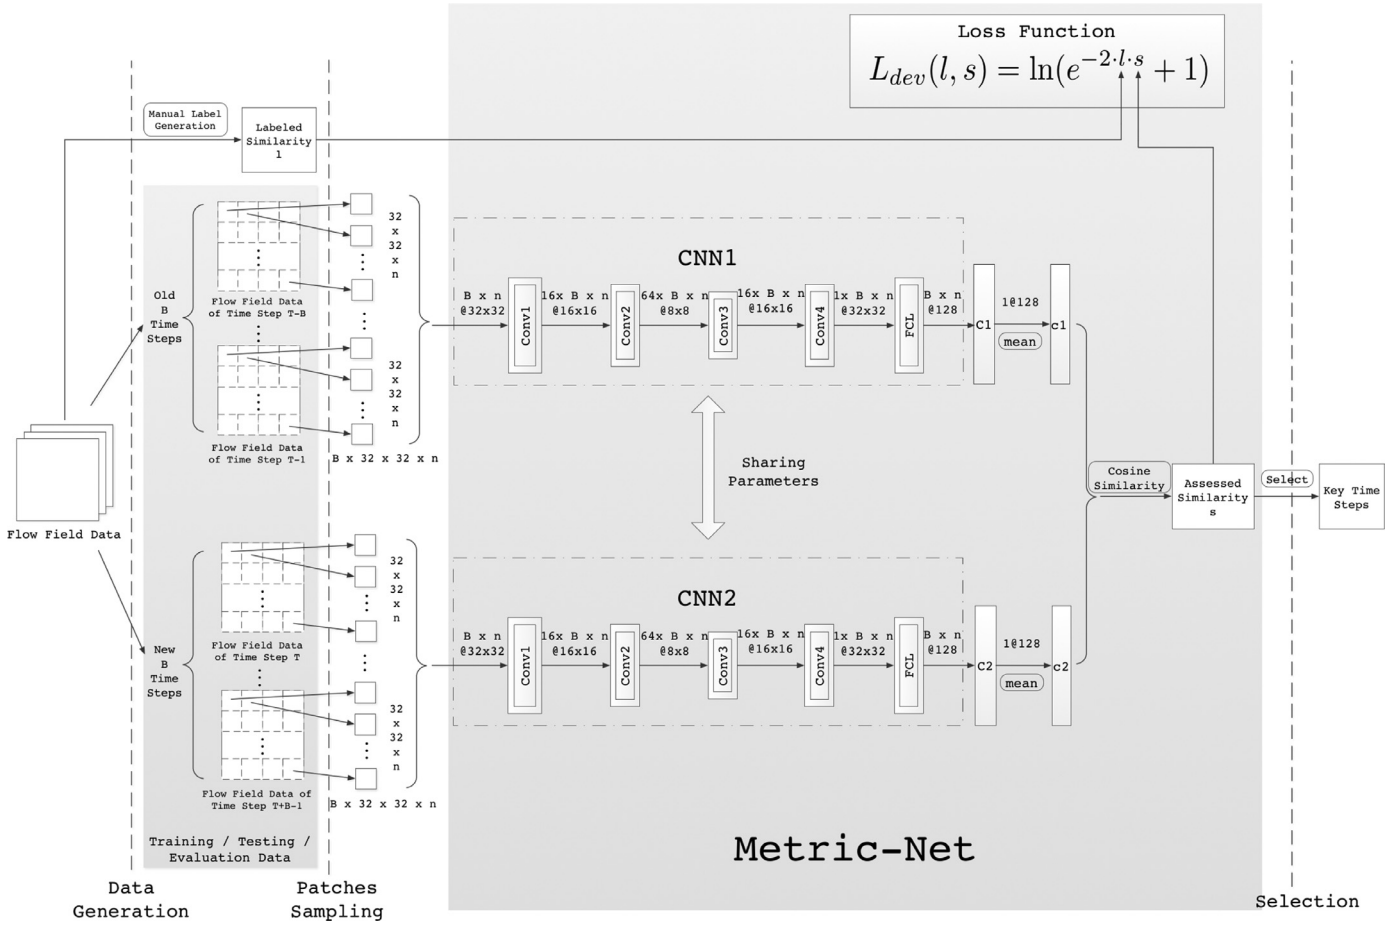 Loss Function
L_{dev}(l, s) = ln(e^{-2·l·s} + 1)
Manual Label
Generation
Labeled
Similarity
l
Old
B
Time
Steps
Flow Field Data
of Time Step T-B
Flow Field Data
of Time Step T-1
32
x
32
x
n
32
x
32
x
n
B x 32 x 32 x n
CNN1
B x n
@32x32
Conv1
16x B x n
@16x16
Conv2
64x B x n
@8x8
Conv3
16x B x n
@16x16
Conv4
1x B x n
@32x32
FCL
B x n
@128
C1
1@128
mean
c1
Sharing
Parameters
Cosine
Similarity
Assessed
Similarity
s
Select
Key Time
Steps
Flow Field Data
New
B
Time
Steps
Flow Field Data
of Time Step T
Flow Field Data of
Time Step T+B-1
32
x
32
x
n
32
x
32
x
n
B x 32 x 32 x n
CNN2
B x n
@32x32
Conv1
16x B x n
@16x16
Conv2
64x B x n
@8x8
Conv3
16x B x n
@16x16
Conv4
1x B x n
@32x32
FCL
B x n
@128
C2
1@128
mean
c2
Training / Testing /
Evaluation Data
Metric-Net
Data
Generation
Patches
Sampling
Selection